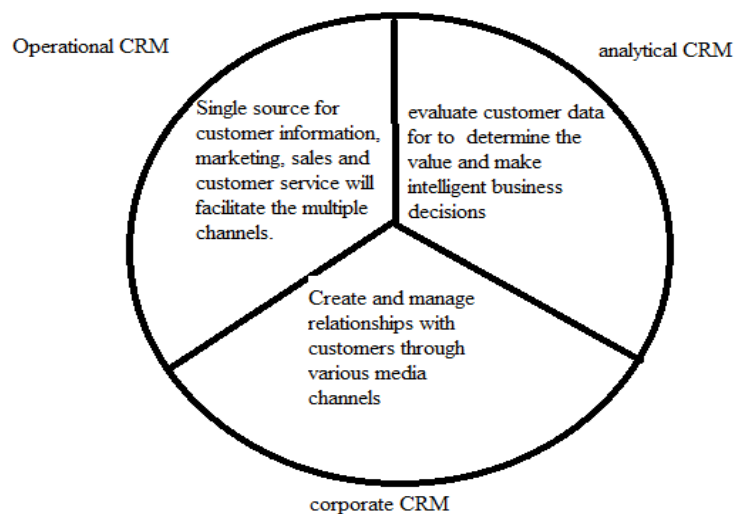 Operational CRM
analytical CRM
Single source for
customer information,
marketing, sales and
customer service will
facilitate the multiple
channels.
evaluate customer data
for to determine the
value and make
intelligent business
decisions
Create and manage
relationships with
customers through
various media
channels
corporate CRM